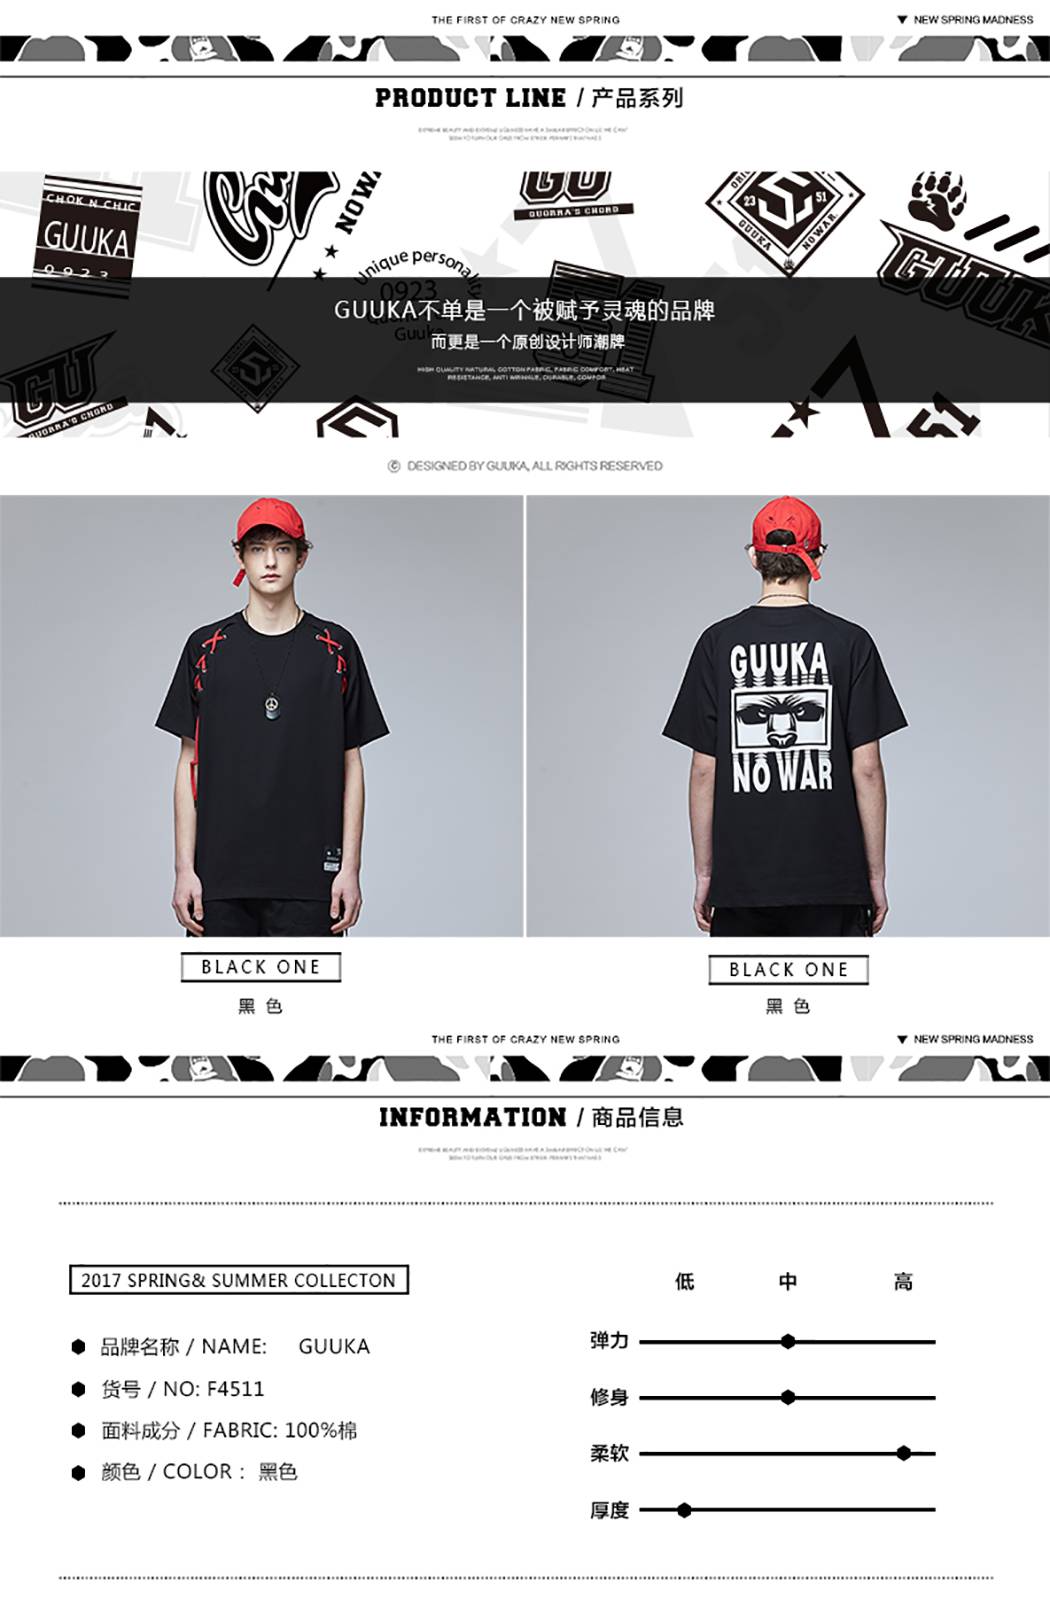 THE FIRST OF CRAZY NEW SPRING
▼ NEW SPRING MADNESS
PRODUCT LINE / 产品系列
CHOK N CHIC
GUUKA
0923
NOWA
GU
QUORRA'S CHORD
23
51
GUUKA
NOWAR.
GUUK
Unique personality
0923
Guuka
GUUKA不单是一个被赋予灵魂的品牌
而更是一个原创设计师潮牌
HIGH QUALITY NATURAL COTTON FABRIC, FABRIC COMFORT, HEAT
RESISTANCE, ANTI WRINKLE, DURABLE, COMFOR
GU
QUORRA'S CHORD
51
51
© DESIGNED BY GUUKA, ALL RIGHTS RESERVED
GUUKA
NO WAR
BLACK ONE
BLACK ONE
黑 色
黑 色
THE FIRST OF CRAZY NEW SPRING
▼ NEW SPRING MADNESS
INFORMATION / 商品信息
2017 SPRING& SUMMER COLLECTON
品牌名称 / NAME: GUUKA
货号 / NO: F4511
面料成分 / FABRIC: 100%棉
颜色 / COLOR : 黑色
低 中 高
弹力
修身
柔软
厚度